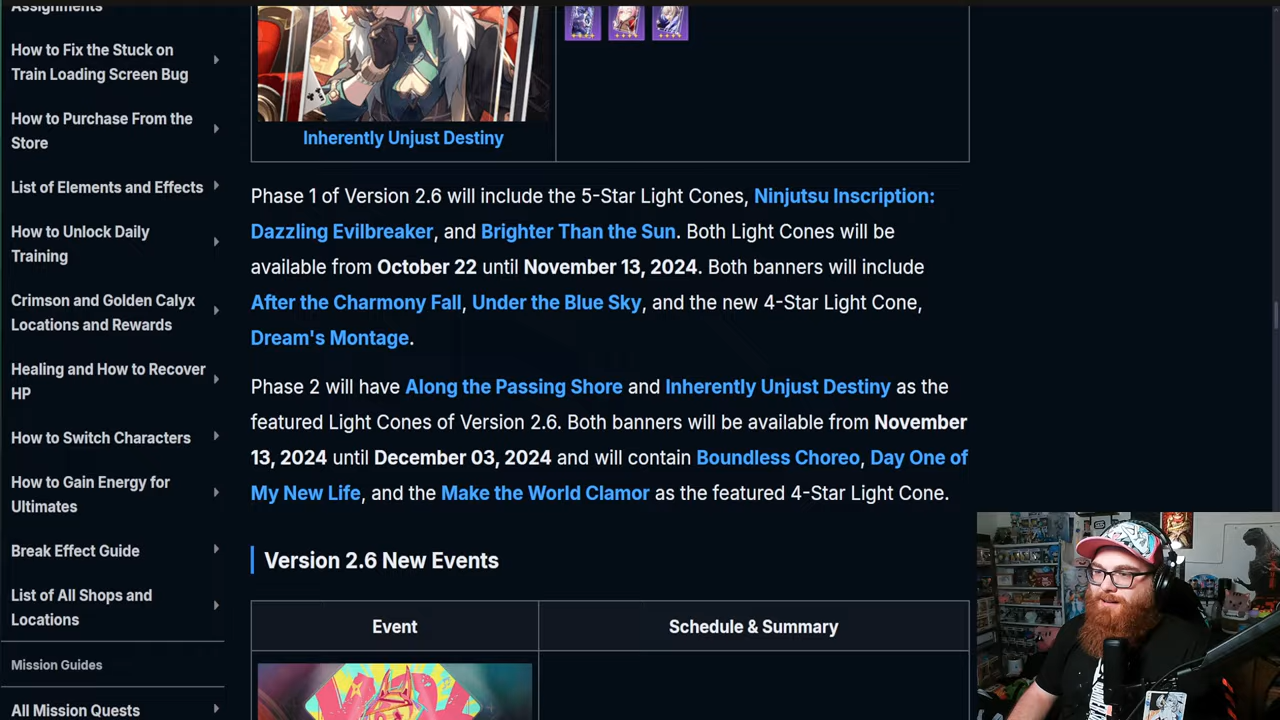 Assignments
How to Fix the Stuck on
Train Loading Screen Bug
How to Purchase From the
Store
List of Elements and Effects
How to Unlock Daily
Training
Crimson and Golden Calyx
Locations and Rewards
Healing and How to Recover
HP
How to Switch Characters
How to Gain Energy for
Ultimates
Break Effect Guide
List of All Shops and
Locations
Mission Guides
All Mission Quests
Inherently Unjust Destiny
Phase 1 of Version 2.6 will include the 5-Star Light Cones, Ninjutsu Inscription:
Dazzling Evilbreaker, and Brighter Than the Sun. Both Light Cones will be
available from October 22 until November 13, 2024. Both banners will include
After the Charmony Fall, Under the Blue Sky, and the new 4-Star Light Cone,
Dream's Montage.
Phase 2 will have Along the Passing Shore and Inherently Unjust Destiny as the
featured Light Cones of Version 2.6. Both banners will be available from November
13, 2024 until December 03, 2024 and will contain Boundless Choreo, Day One of
My New Life, and the Make the World Clamor as the featured 4-Star Light Cone.
Version 2.6 New Events
Event
Schedule & Summary